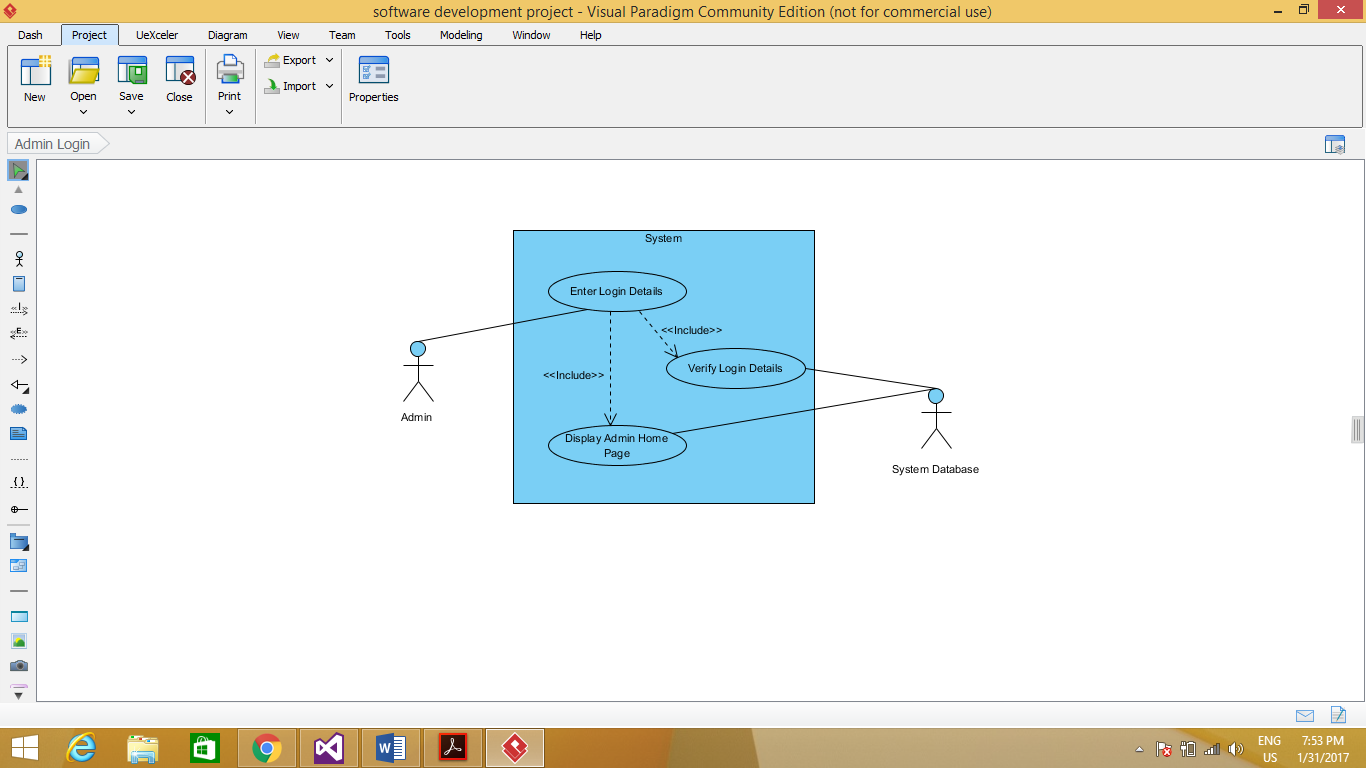 software development project - Visual Paradigm Community Edition (not for commercial use)
Dash Project UeXceler Diagram View Team Tools Modeling Window Help
New Open Save Close Print Export Import Properties
Admin Login
System
Enter Login Details
<<Include>>
Verify Login Details
<<Include>>
Admin
Display Admin Home
Page
System Database
ENG 7:53 PM
US 1/31/2017